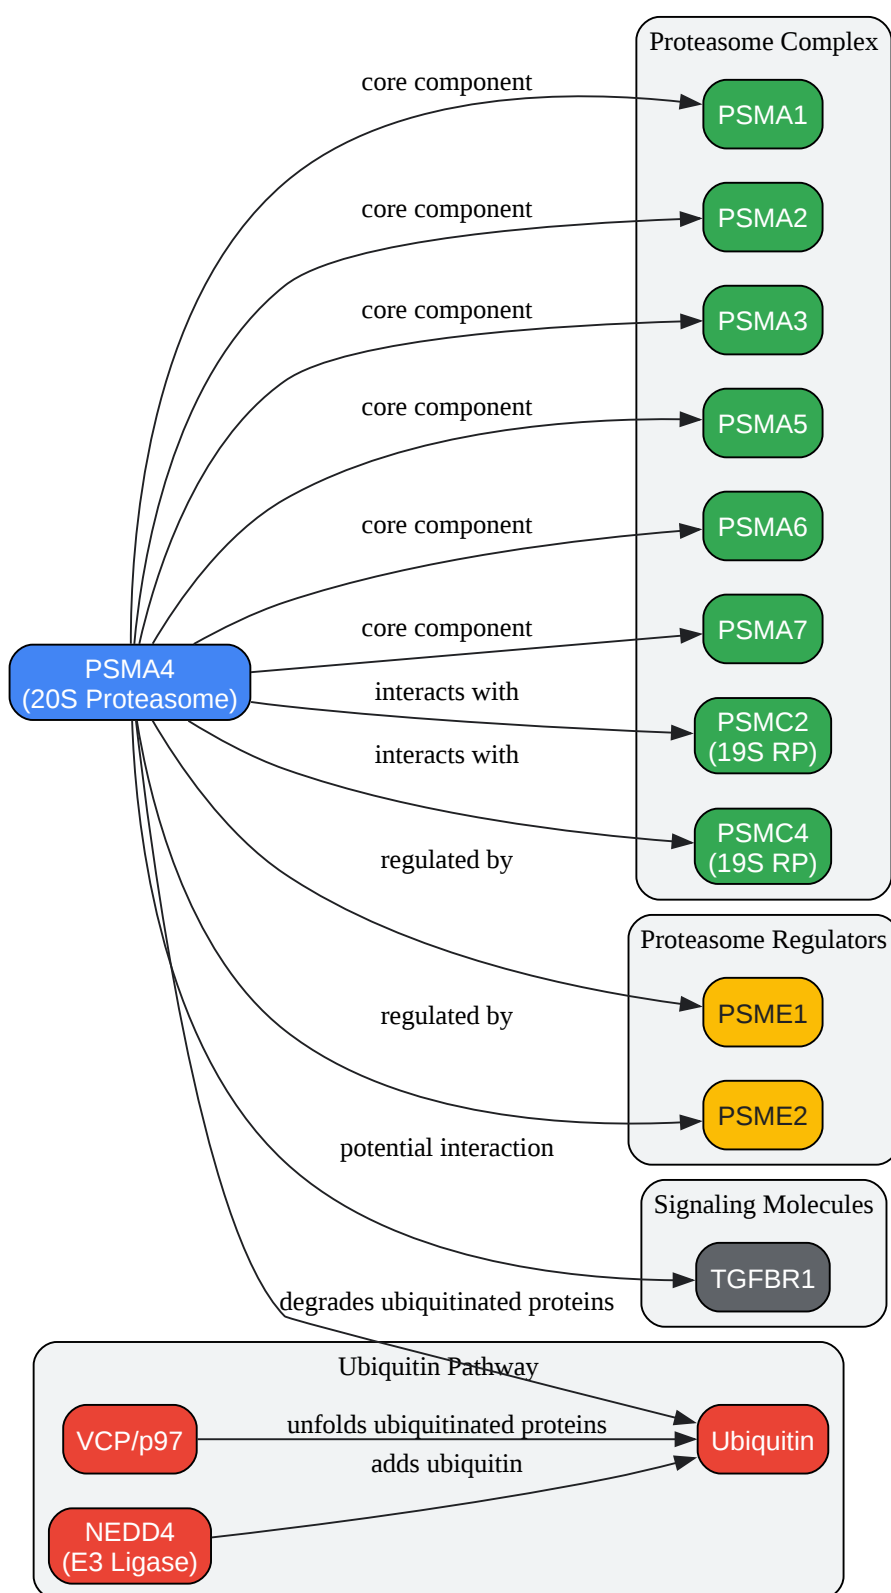 Proteasome Complex
core component
PSMA1
core component
PSMA2
core component
PSMA3
core component
PSMA5
core component
PSMA6
core component
PSMA7
PSMA4
(20S Proteasome)
interacts with
PSMC2
(19S RP)
interacts with
PSMC4
(19S RP)
regulated by
Proteasome Regulators
PSME1
regulated by
PSME2
potential interaction
Signaling Molecules
TGFBR1
degrades ubiquitinated proteins
Ubiquitin Pathway
VCP/p97
unfolds ubiquitinated proteins
Ubiquitin
adds ubiquitin
NEDD4
(E3 Ligase)